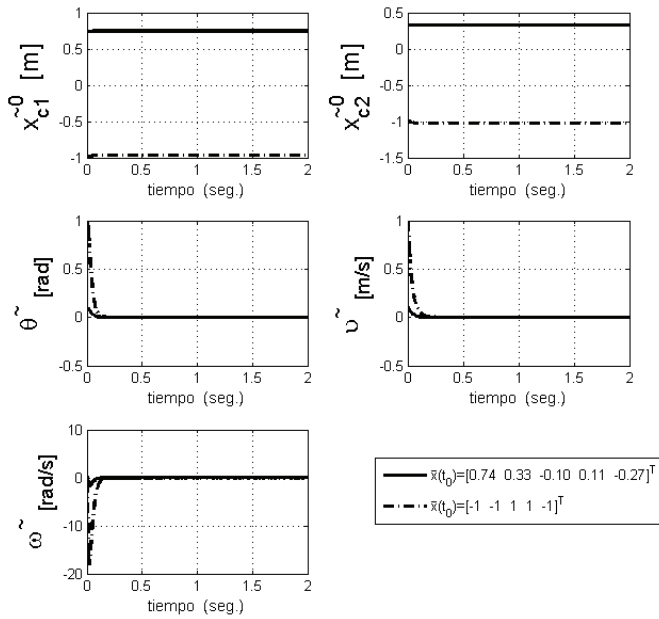 1
0.5
0
-0.5
-1
x̃⁰_c1 [m]
0 0.5 1 1.5 2
tiempo (seg.)
1
0.5
0
-0.5
-1
-1.5
x̃⁰_c2 [m]
0 0.5 1 1.5 2
tiempo (seg.)
1
0.5
0
-0.5
θ̃ [rad]
0 0.5 1 1.5 2
tiempo (seg.)
1
0.5
0
-0.5
υ̃ [m/s]
0 0.5 1 1.5 2
tiempo (seg.)
10
0
-10
-20
ω̃ [rad/s]
0 0.5 1 1.5 2
tiempo (seg.)
x̄(t₀)=[0.74 0.33 -0.10 0.11 -0.27]ᵀ
x̄(t₀)=[-1 -1 1 1 -1]ᵀ